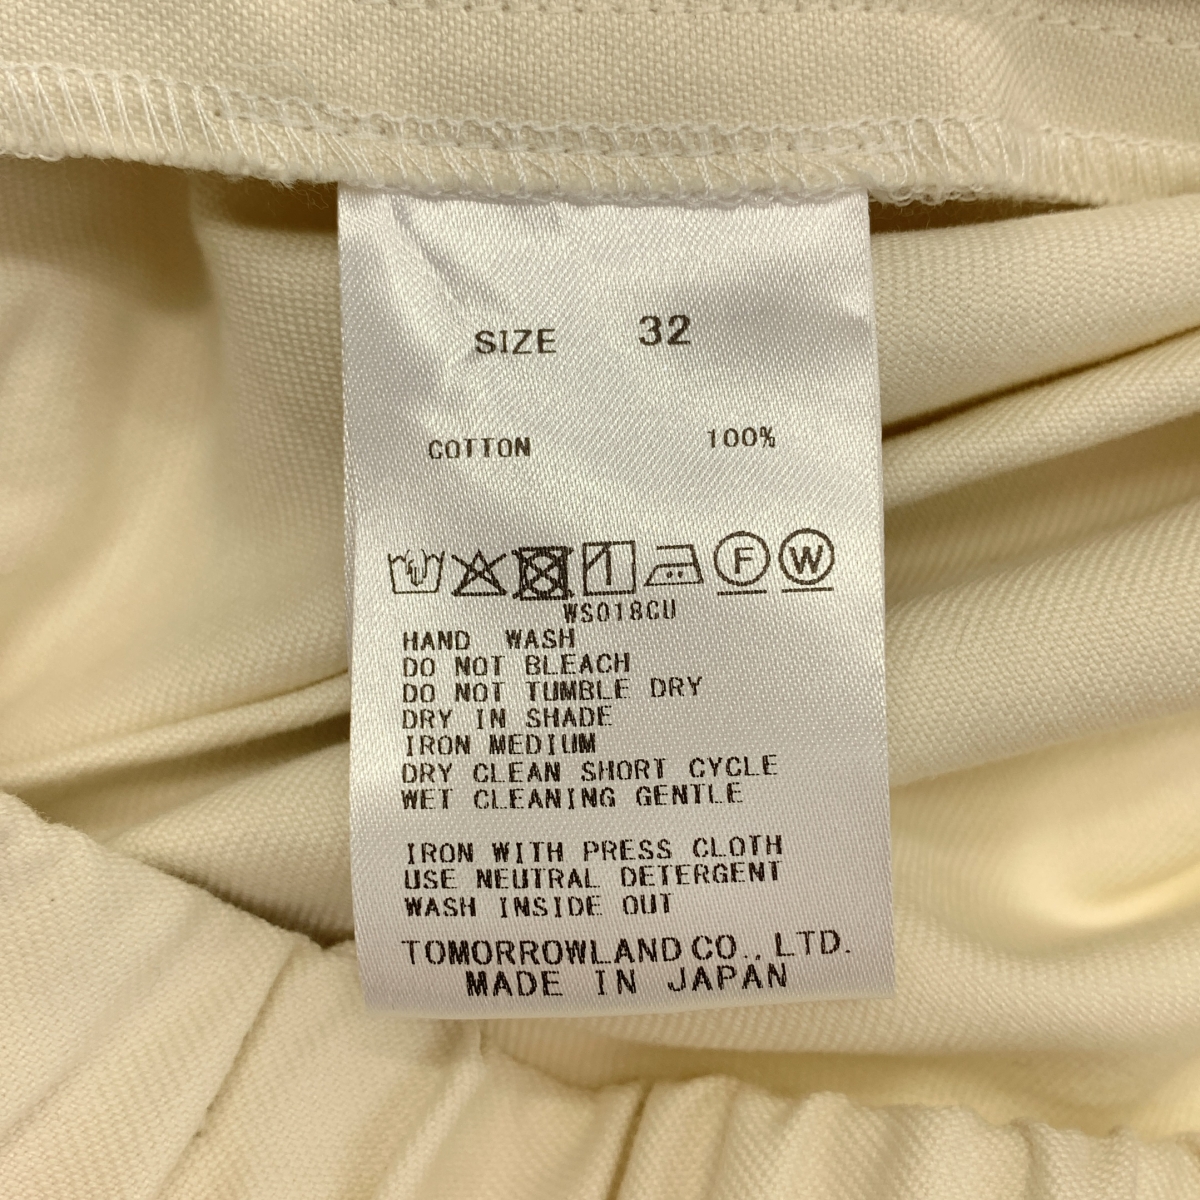 SIZE 32
COTTON 100%
F W
WS018CU
HAND WASH
DO NOT BLEACH
DO NOT TUMBLE DRY
DRY IN SHADE
IRON MEDIUM
DRY CLEAN SHORT CYCLE
WET CLEANING GENTLE
IRON WITH PRESS CLOTH
USE NEUTRAL DETERGENT
WASH INSIDE OUT
TOMORROWLAND CO., LTD.
MADE IN JAPAN